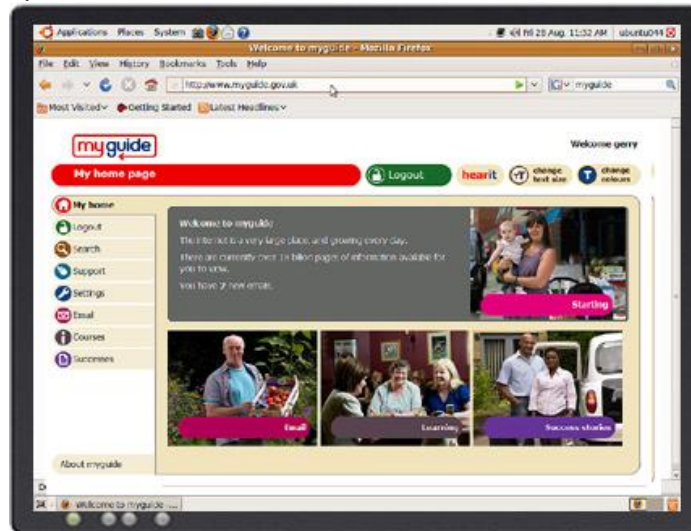 Applications Places System
Fri 28 Aug, 11:32 AM ubuntu044
Welcome to myguide - Mozilla Firefox
File Edit View History Bookmarks Tools Help
http://www.myguide.gov.uk
myguide
Most Visited Getting Started Latest Headlines
myguide
Welcome gerry
My home page
Logout
hearit
change text size
change colours
My home
Logout
Search
Support
Settings
Email
Courses
Successes
About myguide
Welcome to myguide
The internet is a very large place, and growing every day.
There are currently over billion pages of information available for
you to view.
You have 2 new emails.
Starting
Email
Learning
Success stories
Welcome to myguide ...